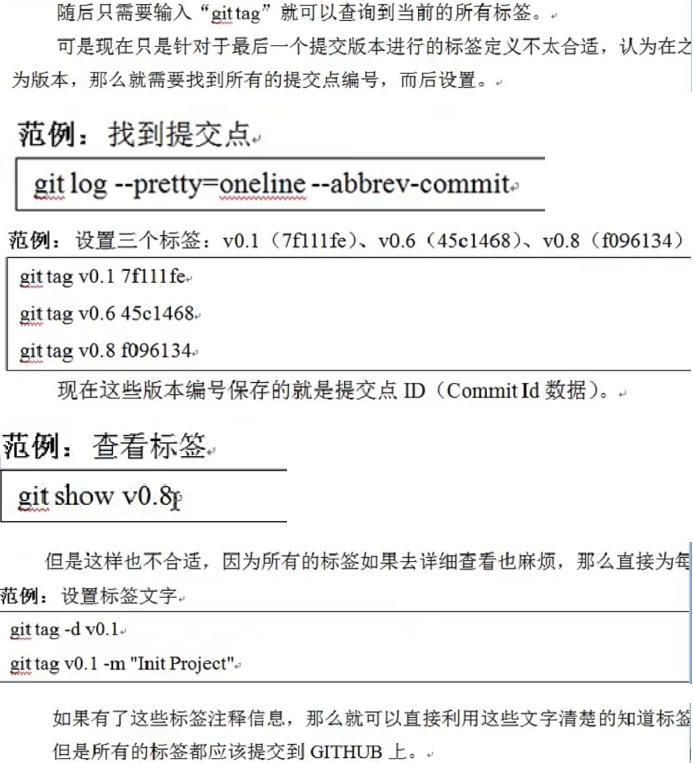 随后只需要输入“git tag”就可以查询到当前的所有标签。
可是现在只是针对于最后一个提交版本进行的标签定义不太合适，认为在之
为版本，那么就需要找到所有的提交点编号，而后设置。
范例：找到提交点
git log --pretty=oneline --abbrev-commit
范例：设置三个标签：v0.1（7f111fe）、v0.6（45c1468）、v0.8（f096134）
git tag v0.1 7f111fe
git tag v0.6 45c1468
git tag v0.8 f096134
现在这些版本编号保存的就是提交点 ID（Commit Id 数据）。
范例：查看标签
git show v0.8
但是这样也不合适，因为所有的标签如果去详细查看也麻烦，那么直接为每
范例：设置标签文字
git tag -d v0.1
git tag v0.1 -m "Init Project"
如果有了这些标签注释信息，那么就可以直接利用这些文字清楚的知道标签
但是所有的标签都应该提交到 GITHUB 上。